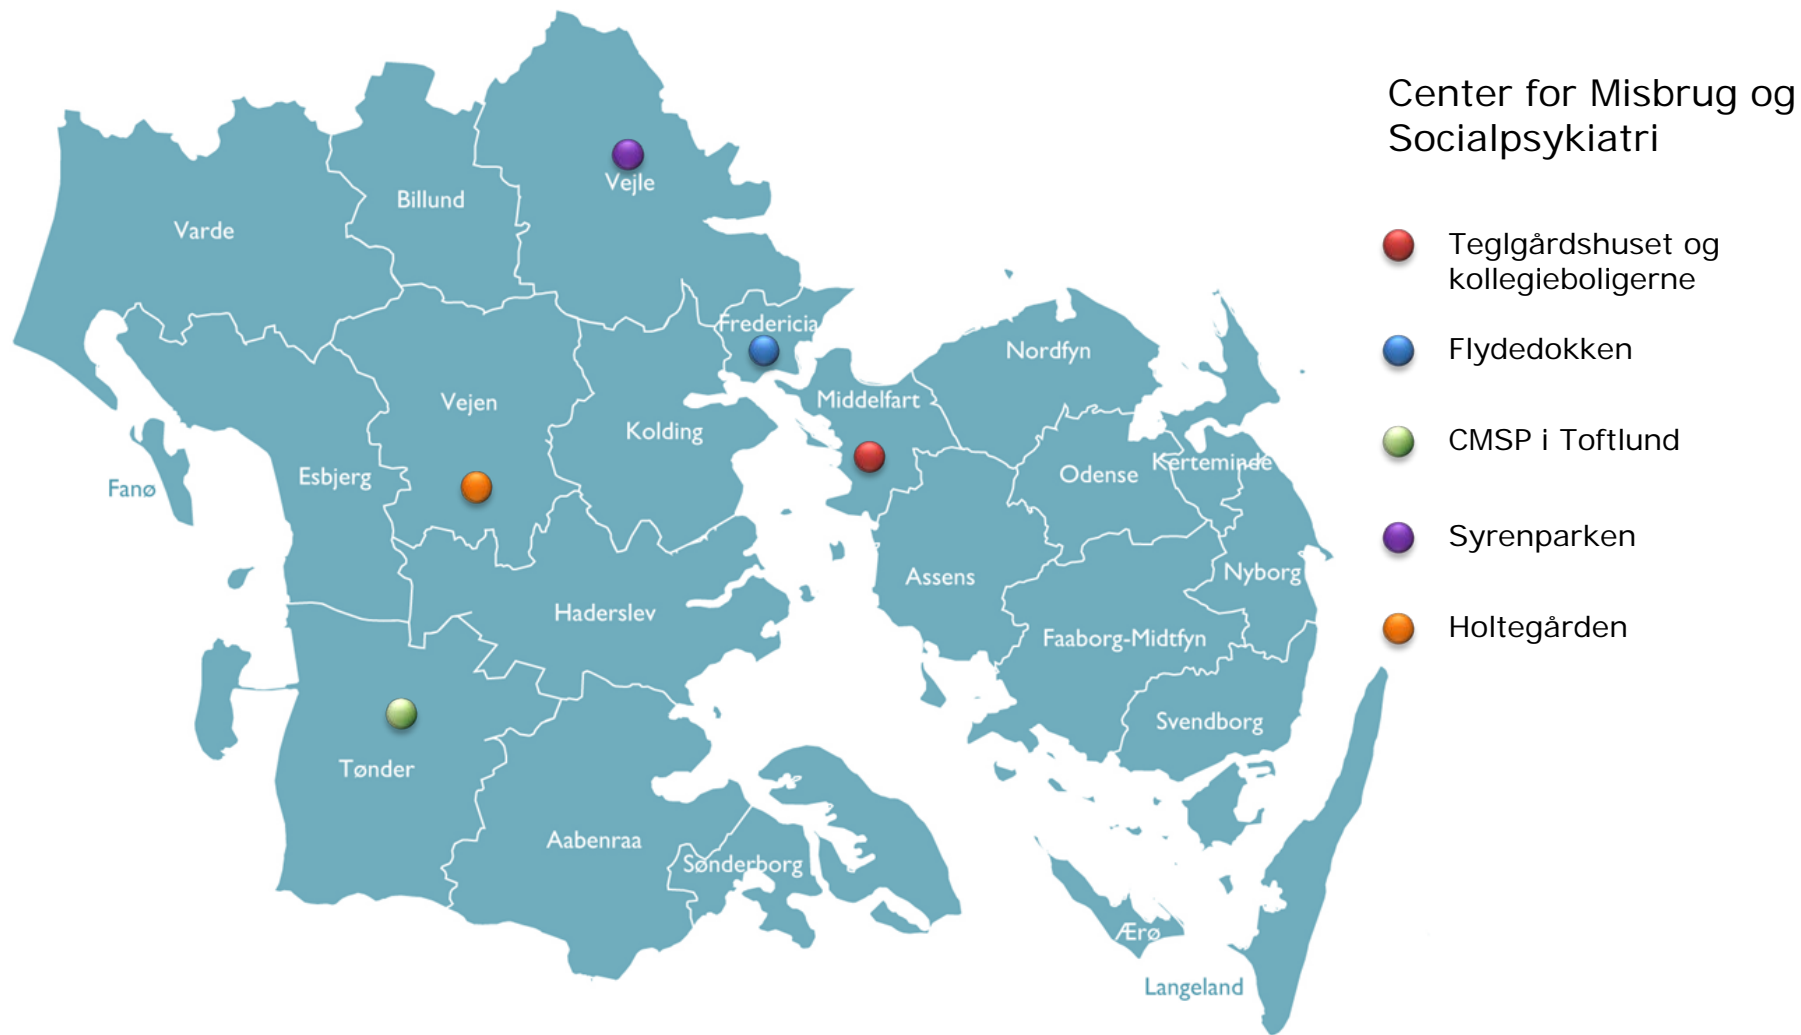 Center for Misbrug og
Socialpsykiatri
Teglgårdshuset og
kollegieboligerne
Flydedokken
CMSP i Toftlund
Syrenparken
Holtegården
Vejle
Billund
Varde
Fredericia
Nordfyn
Middelfart
Vejen
Kolding
Kerteminde
Odense
Esbjerg
Fanø
Nyborg
Assens
Haderslev
Faaborg-Midtfyn
Svendborg
Tønder
Aabenraa
Sønderborg
Ærø
Langeland